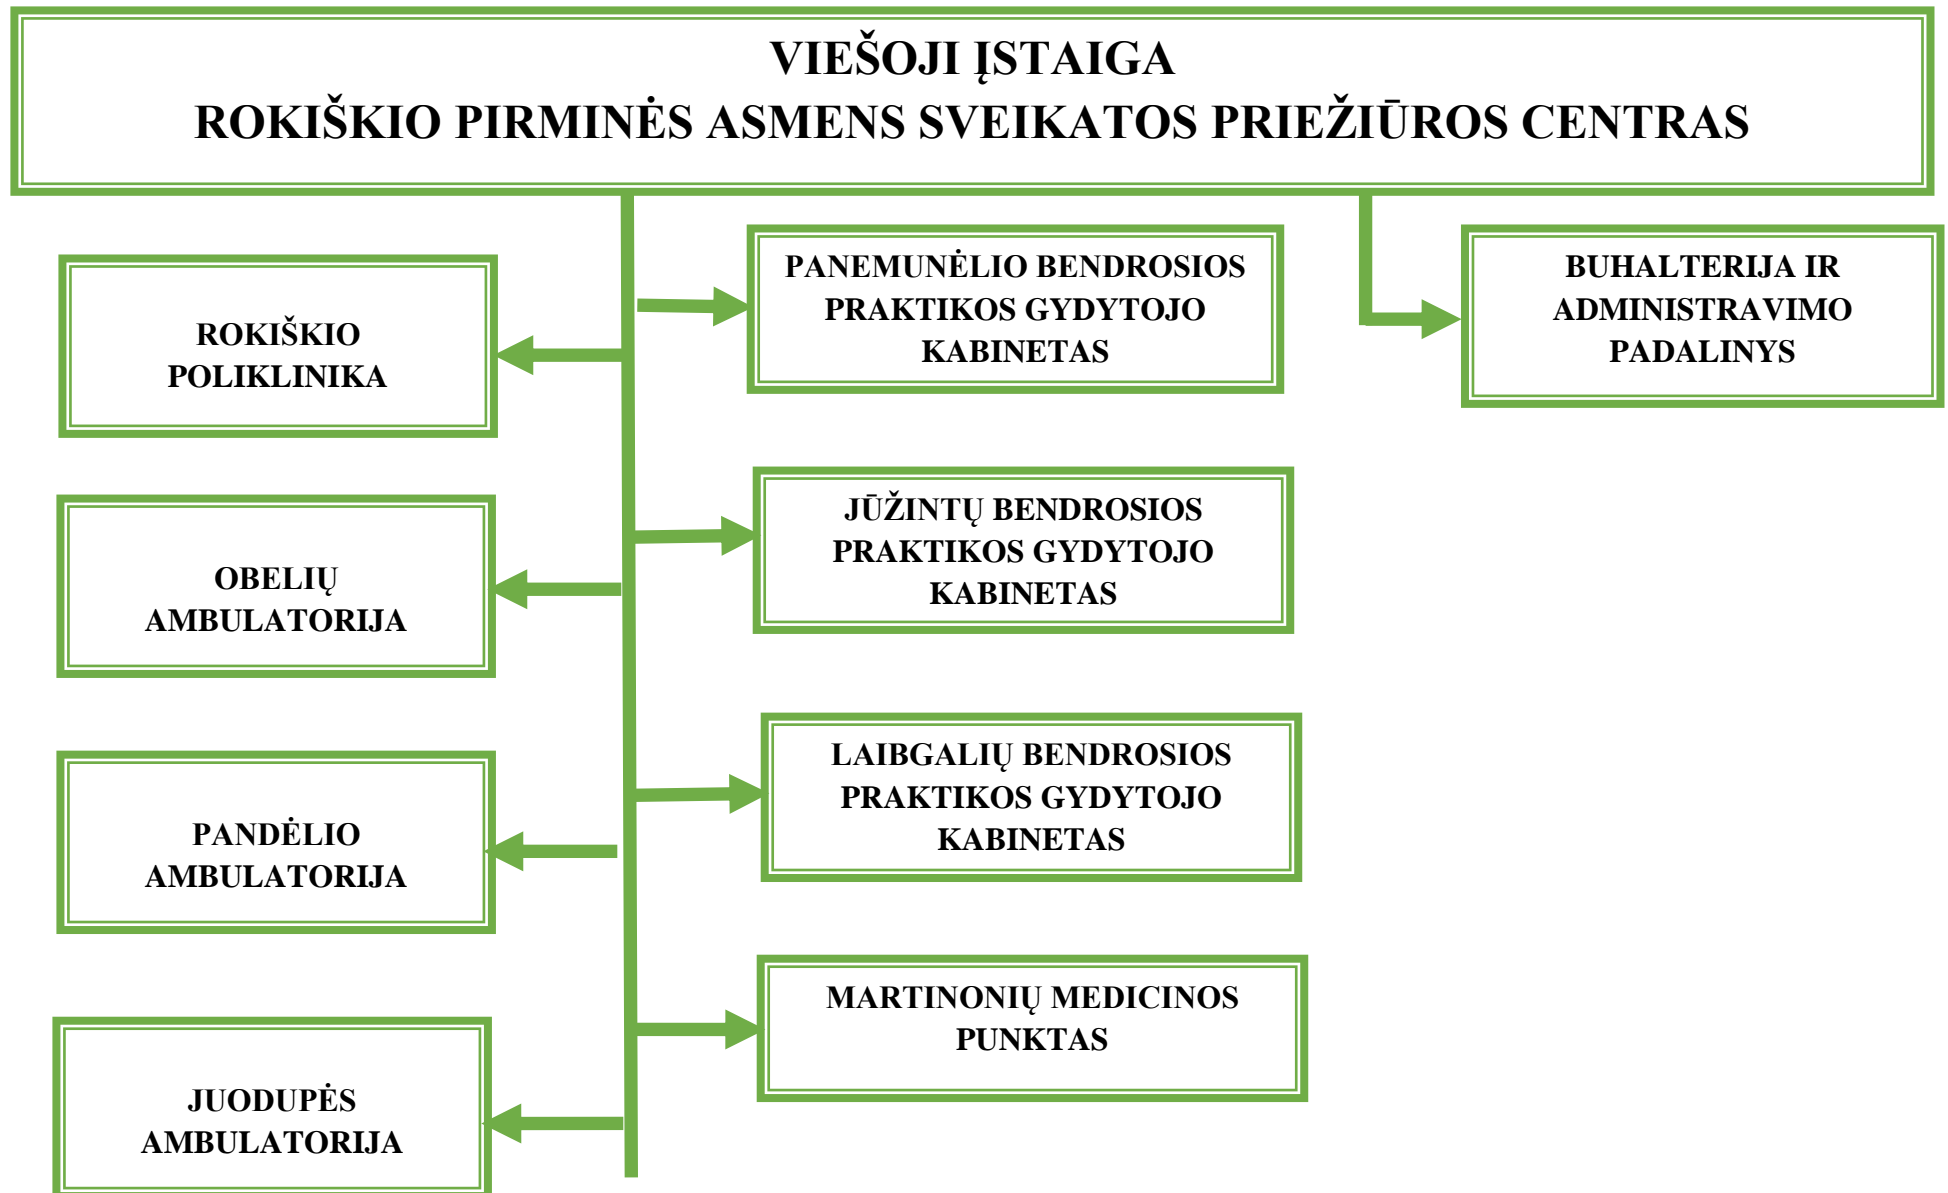 VIEŠOJI ĮSTAIGA
ROKIŠKIO PIRMINĖS ASMENS SVEIKATOS PRIEŽIŪROS CENTRAS
ROKIŠKIO
POLIKLINIKA
OBELIŲ
AMBULATORIJA
PANDĖLIO
AMBULATORIJA
JUODUPĖS
AMBULATORIJA
PANEMUNĖLIO BENDROSIOS
PRAKTIKOS GYDYTOJO
KABINETAS
JŪŽINTŲ BENDROSIOS
PRAKTIKOS GYDYTOJO
KABINETAS
LAIBGALIŲ BENDROSIOS
PRAKTIKOS GYDYTOJO
KABINETAS
MARTINONIŲ MEDICINOS
PUNKTAS
BUHALTERIJA IR
ADMINISTRAVIMO
PADALINYS